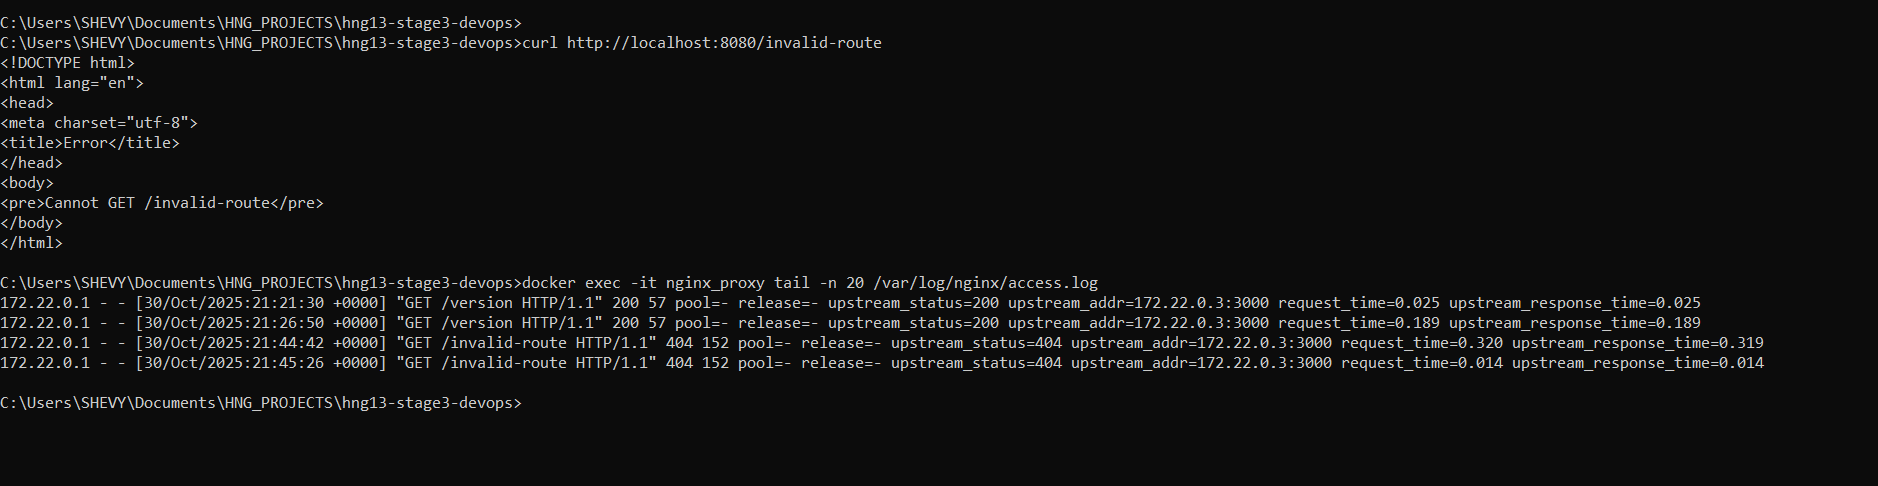 C:\Users\SHEVY\Documents\HNG_PROJECTS\hng13-stage3-devops>
C:\Users\SHEVY\Documents\HNG_PROJECTS\hng13-stage3-devops>curl http://localhost:8080/invalid-route
<!DOCTYPE html>
<html lang="en">
<head>
<meta charset="utf-8">
<title>Error</title>
</head>
<body>
<pre>Cannot GET /invalid-route</pre>
</body>
</html>
C:\Users\SHEVY\Documents\HNG_PROJECTS\hng13-stage3-devops>docker exec -it nginx_proxy tail -n 20 /var/log/nginx/access.log
172.22.0.1 - - [30/Oct/2025:21:21:30 +0000] "GET /version HTTP/1.1" 200 57 pool=- release=- upstream_status=200 upstream_addr=172.22.0.3:3000 request_time=0.025 upstream_response_time=0.025
172.22.0.1 - - [30/Oct/2025:21:26:50 +0000] "GET /version HTTP/1.1" 200 57 pool=- release=- upstream_status=200 upstream_addr=172.22.0.3:3000 request_time=0.189 upstream_response_time=0.189
172.22.0.1 - - [30/Oct/2025:21:44:42 +0000] "GET /invalid-route HTTP/1.1" 404 152 pool=- release=- upstream_status=404 upstream_addr=172.22.0.3:3000 request_time=0.320 upstream_response_time=0.319
172.22.0.1 - - [30/Oct/2025:21:45:26 +0000] "GET /invalid-route HTTP/1.1" 404 152 pool=- release=- upstream_status=404 upstream_addr=172.22.0.3:3000 request_time=0.014 upstream_response_time=0.014
C:\Users\SHEVY\Documents\HNG_PROJECTS\hng13-stage3-devops>